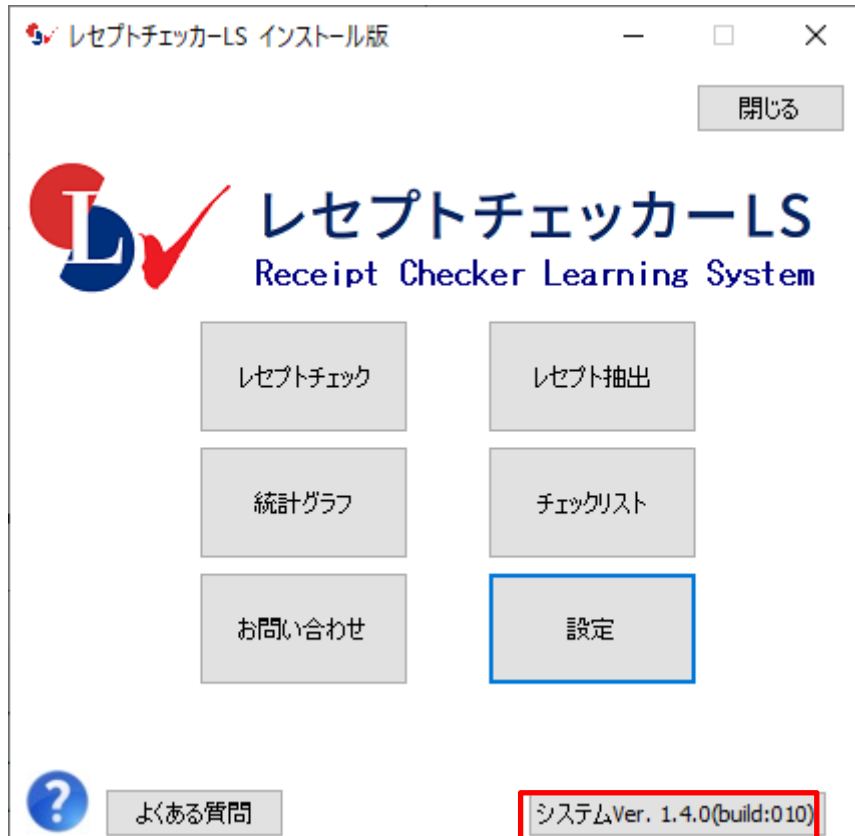 レセプトチェッカーLS インストール版
閉じる
L
レセプトチェッカーLS
Receipt Checker Learning System
レセプトチェック
レセプト抽出
統計グラフ
チェックリスト
お問い合わせ
設定
?
よくある質問
システムVer. 1.4.0(build:010)